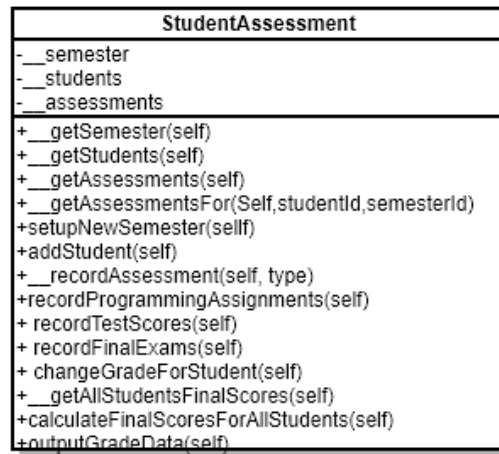 StudentAssessment
-__semester
-__students
-__assessments
+__getSemester(self)
+__getStudents(self)
+__getAssessments(self)
+__getAssessmentsFor(Self,studentId,semesterId)
+setupNewSemester(sellf)
+addStudent(self)
+__recordAssessment(self, type)
+recordProgrammingAssignments(self)
+ recordTestScores(self)
+ recordFinalExams(self)
+ changeGradeForStudent(self)
+__getAllStudentsFinalScores(self)
+calculateFinalScoresForAllStudents(self)
+outputGradeData(self)